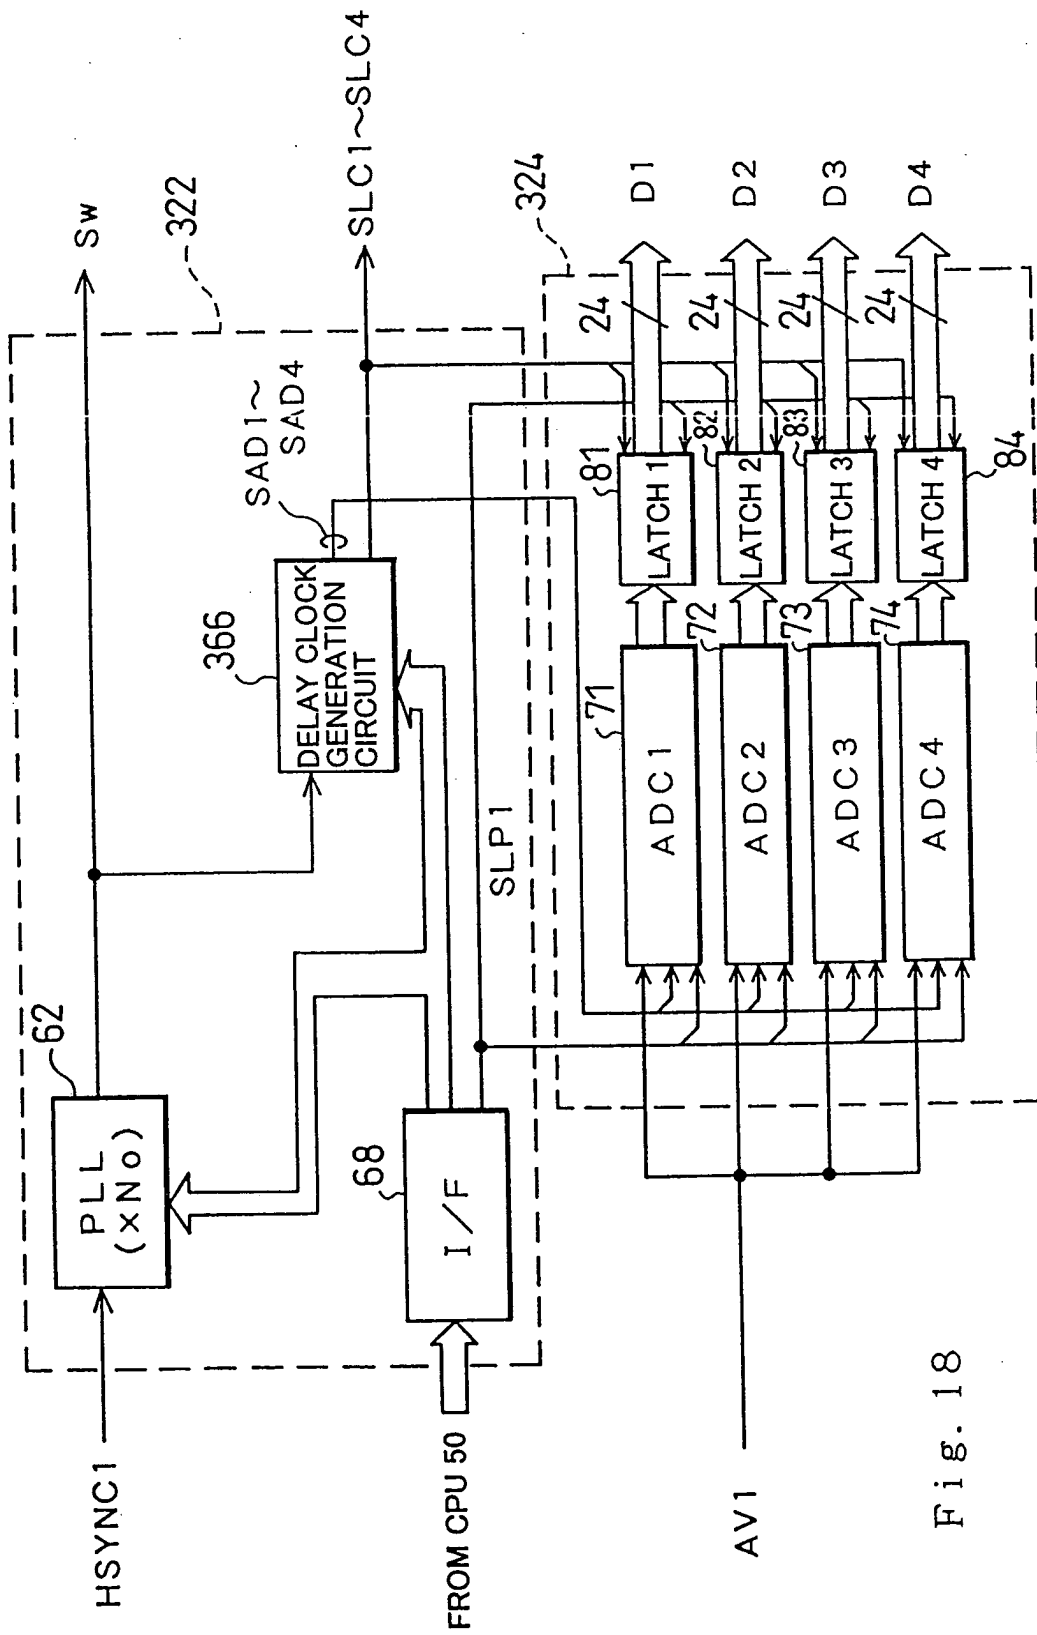 HSYNC1
62
PLL
(×No)
Sw
322
366
DELAY CLOCK
GENERATION
CIRCUIT
SAD1~
SAD4
SLC1~SLC4
FROM CPU 50
68
I/F
SLP1
324
AV1
71
ADC1
81
LATCH 1
24
D1
72
ADC2
82
LATCH 2
24
D2
73
ADC3
83
LATCH 3
24
D3
74
ADC4
84
LATCH 4
24
D4
Fig. 18